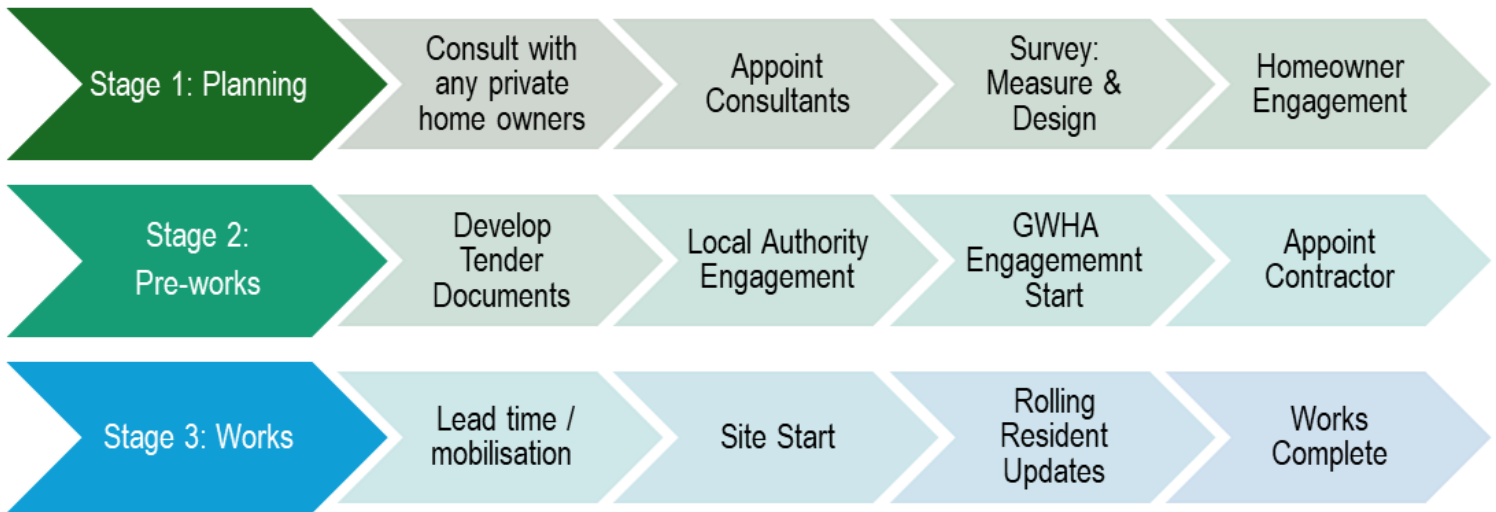 Stage 1: Planning
Consult with
any private
home owners
Appoint
Consultants
Survey:
Measure &
Design
Homeowner
Engagement
Stage 2:
Pre-works
Develop
Tender
Documents
Local Authority
Engagement
GWHA
Engagememnt
Start
Appoint
Contractor
Stage 3: Works
Lead time /
mobilisation
Site Start
Rolling
Resident
Updates
Works
Complete